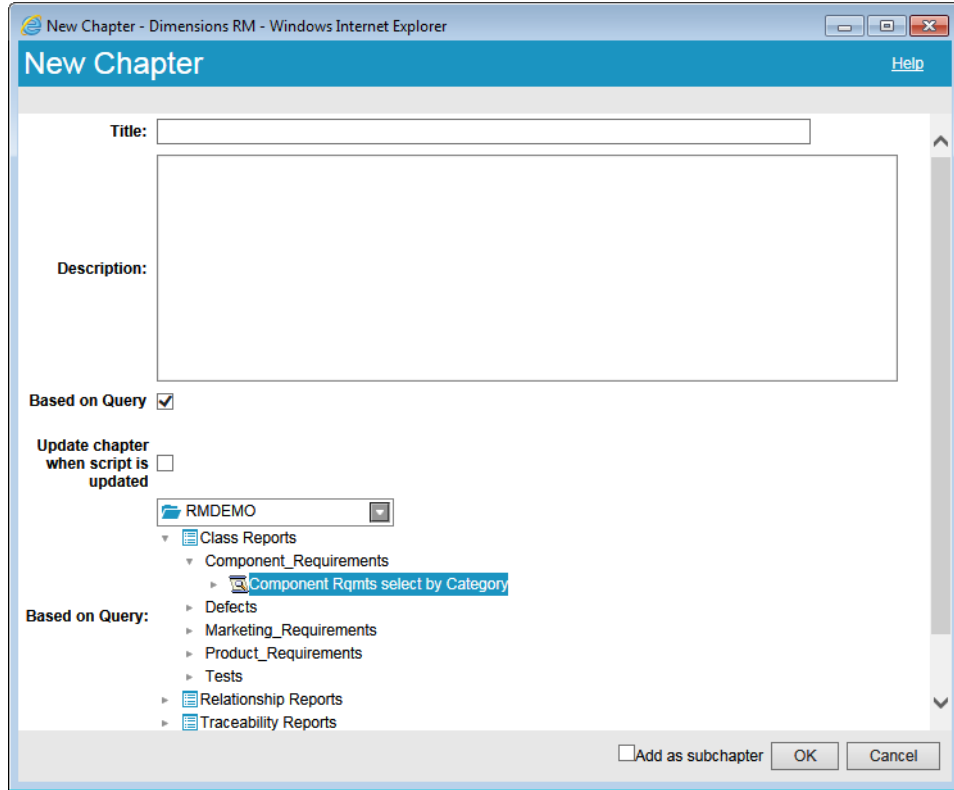 New Chapter - Dimensions RM - Windows Internet Explorer
New Chapter
Help
Title:
Description:
Based on Query
Update chapter
when script is
updated
RMDEMO
Class Reports
Component_Requirements
Component Rqmts select by Category
Defects
Based on Query:
Marketing_Requirements
Product_Requirements
Tests
Relationship Reports
Traceability Reports
Add as subchapter
OK
Cancel